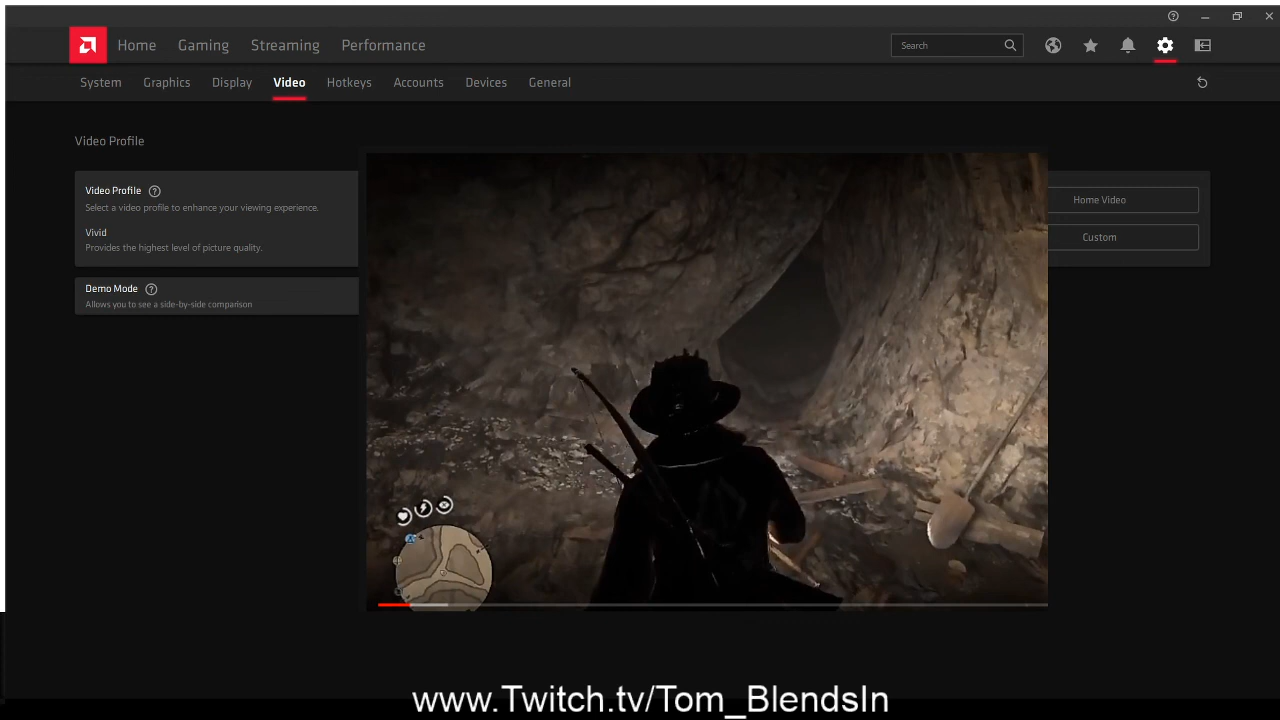 Home Gaming Streaming Performance Search
System Graphics Display Video Hotkeys Accounts Devices General
Video Profile
Video Profile
Select a video profile to enhance your viewing experience.
Vivid
Provides the highest level of picture quality.
Home Video
Custom
Demo Mode
Allows you to see a side-by-side comparison
www.Twitch.tv/Tom_BlendsIn